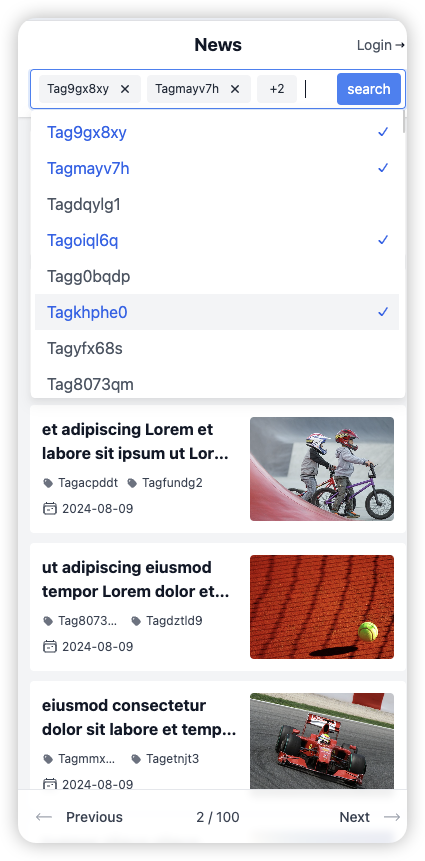 News
Login →
Tag9gx8xy ✕ Tagmayv7h ✕ +2 search
Tag9gx8xy
Tagmayv7h
Tagdqylg1
Tagoiql6q
Tagg0bqdp
Tagkhphe0
Tagyfx68s
Tag8073qm
et adipiscing Lorem et
labore sit ipsum ut Lor...
Tagacpddt Tagfundg2
2024-08-09
ut adipiscing eiusmod
tempor Lorem dolor et...
Tag8073... Tagdztld9
2024-08-09
eiusmod consectetur
dolor sit labore et temp...
Tagmmx... Tagetnjt3
2024-08-09
← Previous 2 / 100 Next →